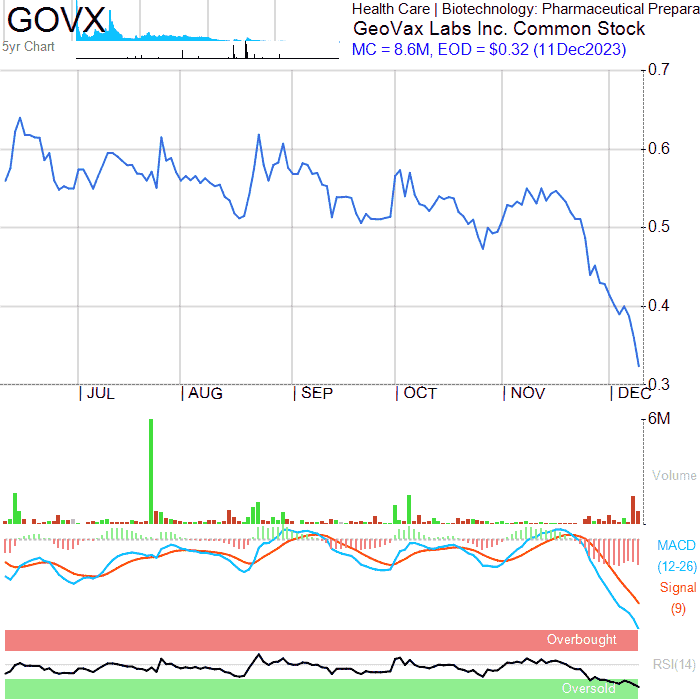 GOVX
5yr Chart
Health Care | Biotechnology: Pharmaceutical Prepara
GeoVax Labs Inc. Common Stock
MC = 8.6M, EOD = $0.32 (11Dec2023)
0.7
0.6
0.5
0.4
0.3
| JUL | AUG | SEP | OCT | NOV | DEC
6M
Volume
MACD
(12-26)
Signal
(9)
Overbought
RSI(14)
Oversold